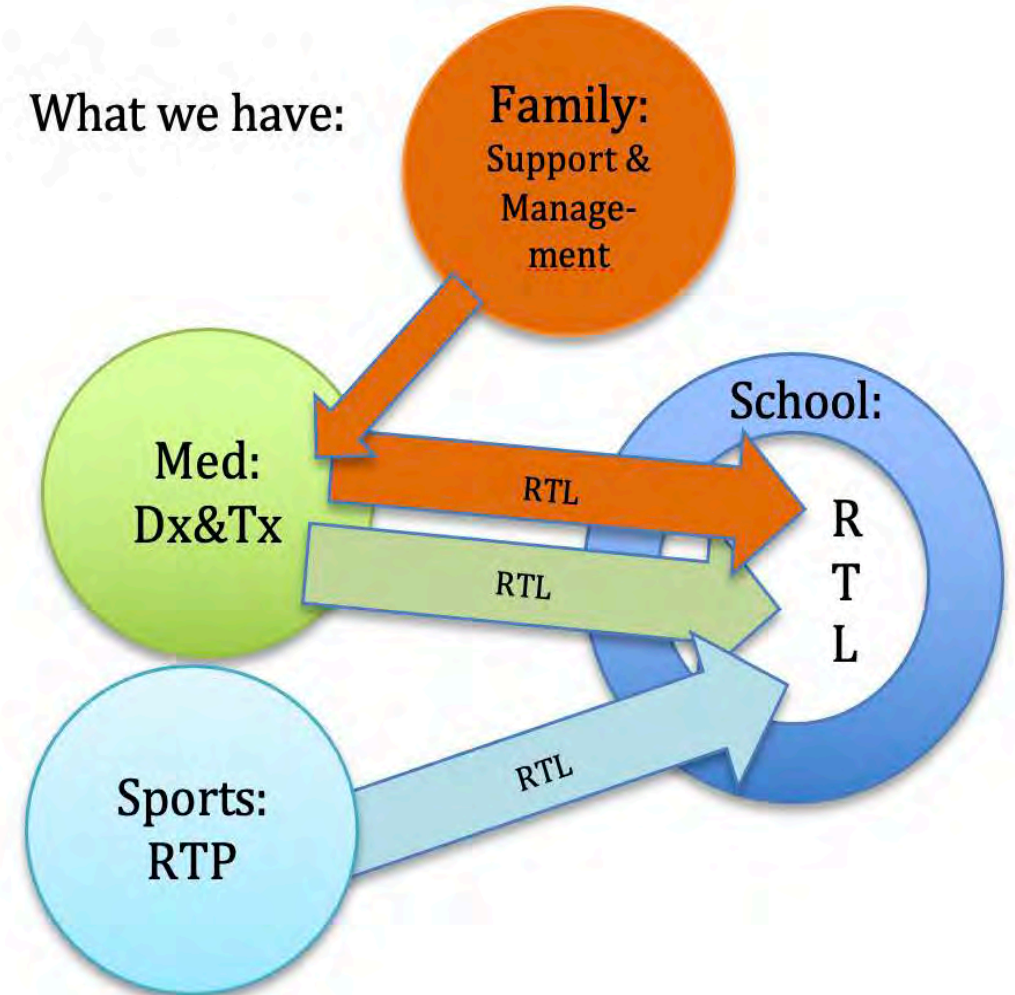 What we have:
Family:
Support &
Manage-
ment
School:
Med:
Dx&Tx
RTL
RTL
R
T
L
Sports:
RTP
RTL